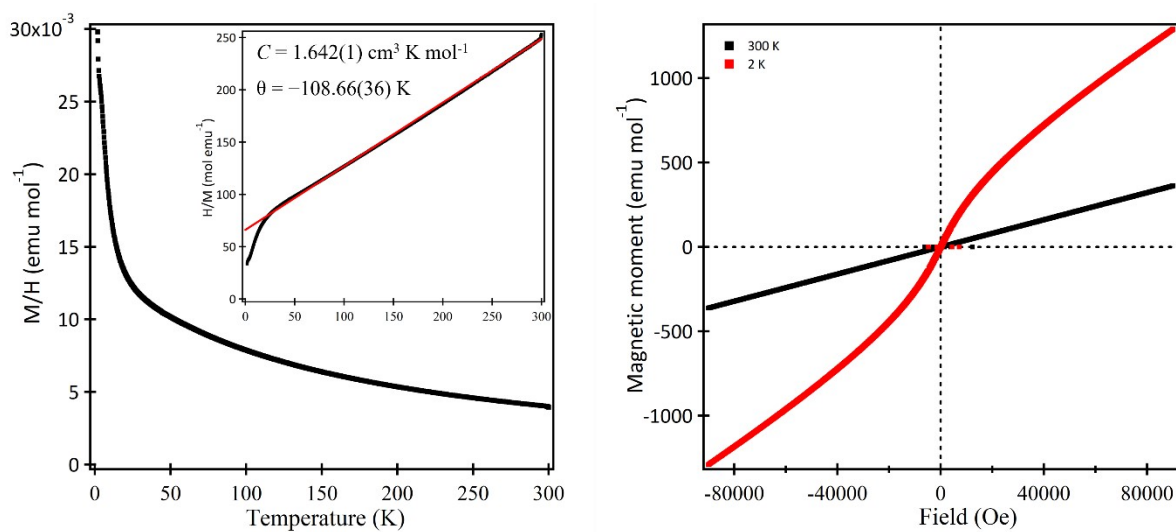 30x10⁻³
25
20
15
10
5
0
M/H (emu mol⁻¹)
0 50 100 150 200 250 300
Temperature (K)
C = 1.642(1) cm³ K mol⁻¹
θ = −108.66(36) K
250
200
150
100
50
0
H/M (mol emu⁻¹)
0 50 100 150 200 250 300
300 K
2 K
1000
500
0
-500
-1000
Magnetic moment (emu mol⁻¹)
-80000 -40000 0 40000 80000
Field (Oe)